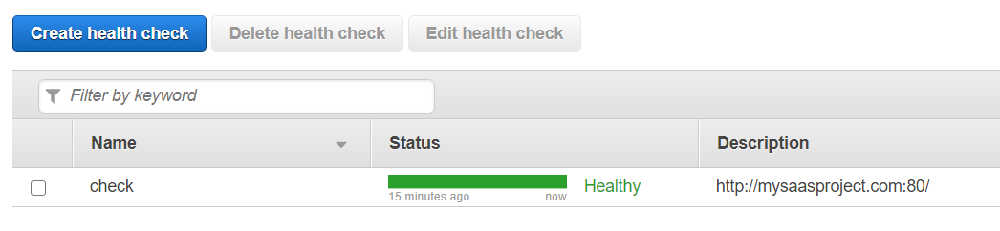 Create health check Delete health check Edit health check
Filter by keyword
Name Status Description
check Healthy http://mysaasproject.com:80/
15 minutes ago now